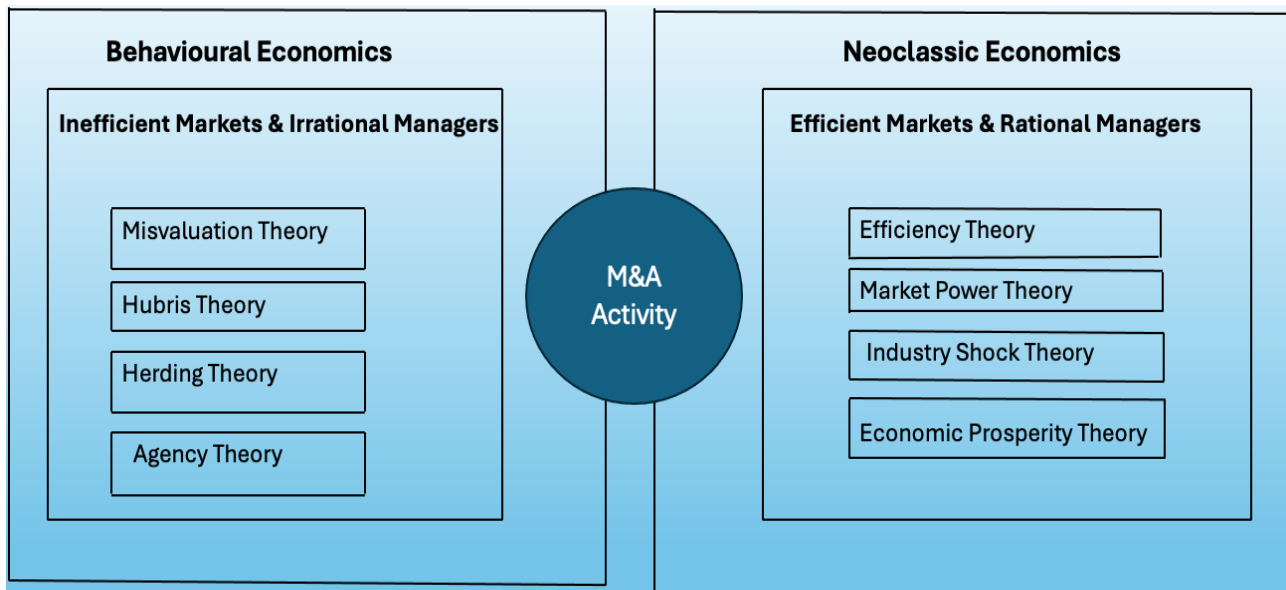 Behavioural Economics
Inefficient Markets & Irrational Managers
Misvaluation Theory
Hubris Theory
Herding Theory
Agency Theory
M&A
Activity
Neoclassic Economics
Efficient Markets & Rational Managers
Efficiency Theory
Market Power Theory
Industry Shock Theory
Economic Prosperity Theory